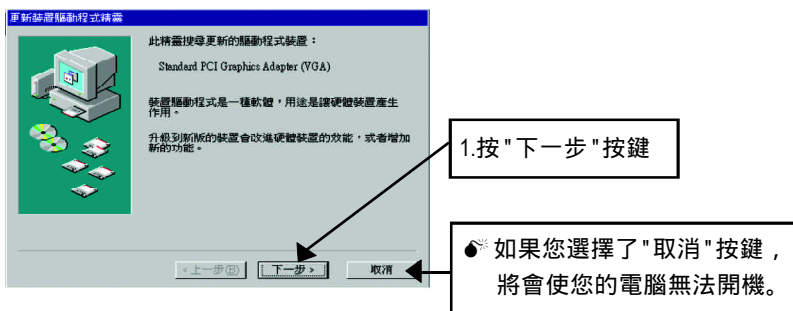 更新裝置驅動程式精靈
此精靈搜尋更新的驅動程式裝置：
Standard PCI Graphics Adapter (VGA)
裝置驅動程式是一種軟體，用途是讓硬體裝置產生
作用。
升級到新版的裝置會改進硬體裝置的效能，或者增加
新的功能。
<上一步(B)
下一步 >
取消
1.按"下一步"按鍵
💣如果您選擇了"取消"按鍵，
將會使您的電腦無法開機。